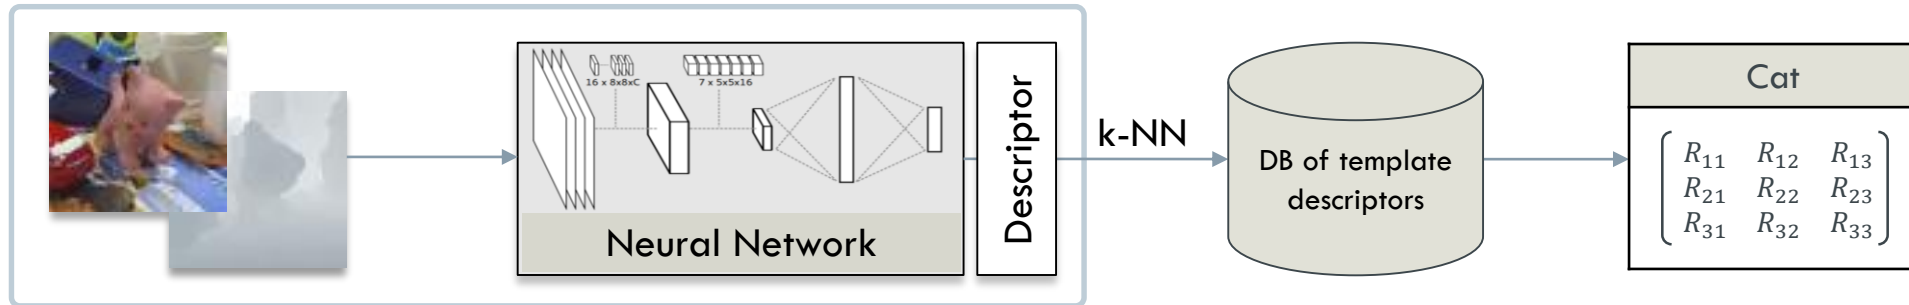 16 x 8x8xC
7 x 5x5x16
Neural Network
Descriptor
k-NN
DB of template
descriptors
Cat
R11 R12 R13
R21 R22 R23
R31 R32 R33